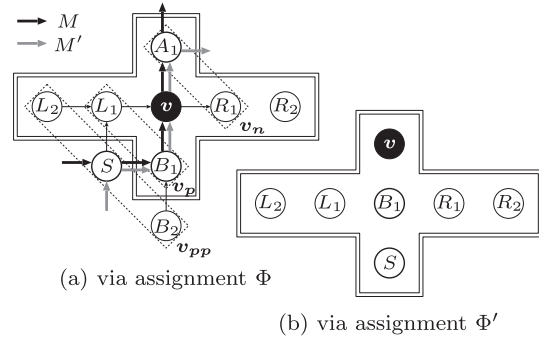 M
M′
A₁
L₂ L₁ v R₁ R₂
vₙ
S B₁
vₚ
B₂
vₚₚ
(a) via assignment Φ
v
L₂ L₁ B₁ R₁ R₂
S
(b) via assignment Φ′